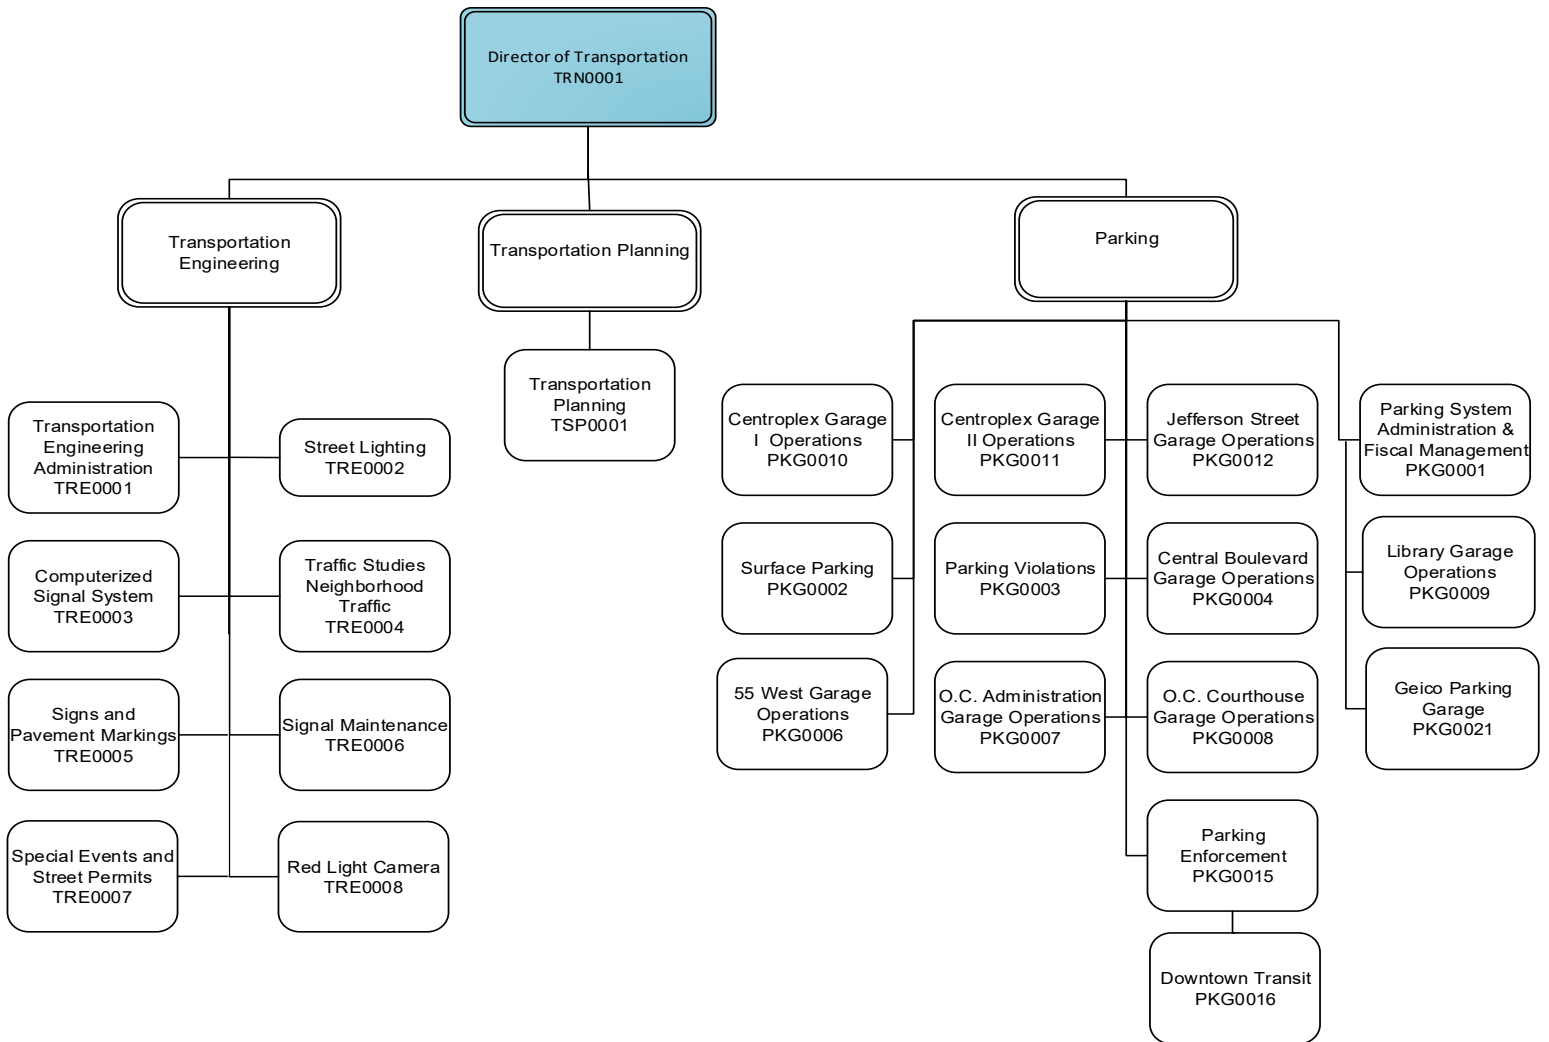 Director of Transportation
TRN0001
Transportation
Engineering
Transportation Planning
Parking
Transportation
Planning
TSP0001
Transportation
Engineering
Administration
TRE0001
Street Lighting
TRE0002
Computerized
Signal System
TRE0003
Traffic Studies
Neighborhood
Traffic
TRE0004
Signs and
Pavement Markings
TRE0005
Signal Maintenance
TRE0006
Special Events and
Street Permits
TRE0007
Red Light Camera
TRE0008
Centroplex Garage
I Operations
PKG0010
Centroplex Garage
II Operations
PKG0011
Jefferson Street
Garage Operations
PKG0012
Parking System
Administration &
Fiscal Management
PKG0001
Surface Parking
PKG0002
Parking Violations
PKG0003
Central Boulevard
Garage Operations
PKG0004
Library Garage
Operations
PKG0009
55 West Garage
Operations
PKG0006
O.C. Administration
Garage Operations
PKG0007
O.C. Courthouse
Garage Operations
PKG0008
Geico Parking
Garage
PKG0021
Parking
Enforcement
PKG0015
Downtown Transit
PKG0016